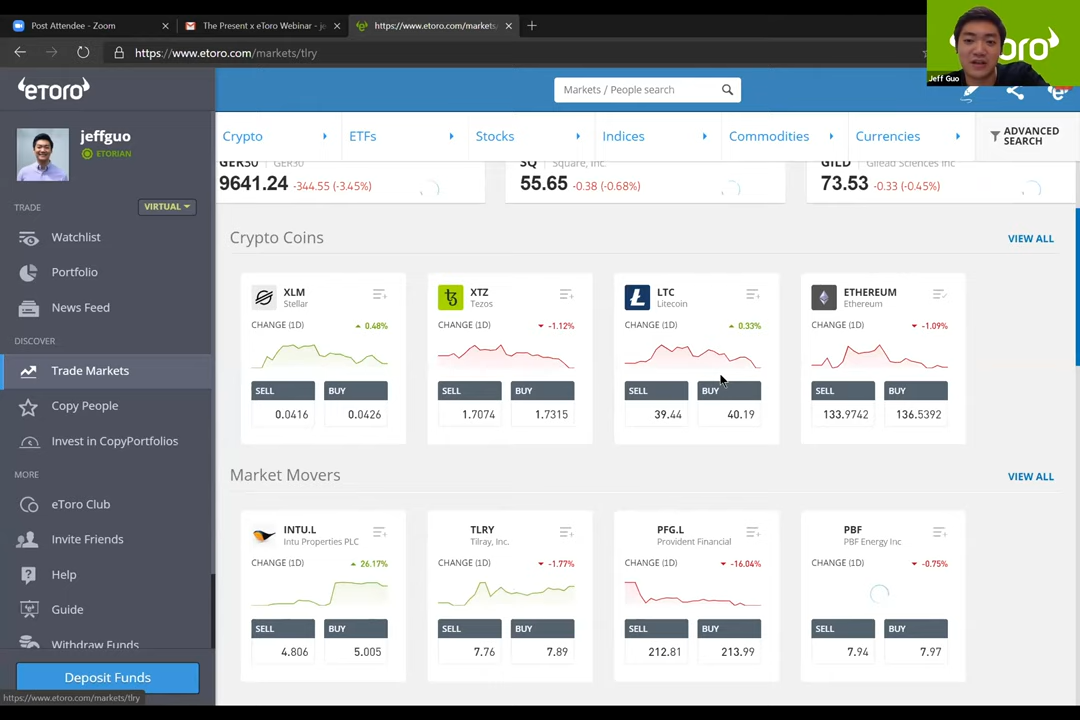 Post Attendee - Zoom
The Present x eToro Webinar - je
https://www.etoro.com/markets/
https://www.etoro.com/markets/tlry
Jeff Guo
oro
eToro
Markets / People search
jeffguo
ETORIAN
Crypto
ETFs
Stocks
Indices
Commodities
Currencies
ADVANCED
SEARCH
GER30 GER30
9641.24 -344.55 (-3.45%)
SQ Square, Inc.
55.65 -0.38 (-0.68%)
GILD Gilead Sciences Inc
73.53 -0.33 (-0.45%)
TRADE
VIRTUAL
Watchlist
Portfolio
News Feed
DISCOVER
Trade Markets
Copy People
Invest in CopyPortfolios
MORE
eToro Club
Invite Friends
Help
Guide
Withdraw Funds
Deposit Funds
https://www.etoro.com/markets/tlry
Crypto Coins
VIEW ALL
XLM
Stellar
CHANGE (1D)
0.48%
SELL
BUY
0.0416
0.0426
XTZ
Tezos
CHANGE (1D)
-1.12%
SELL
BUY
1.7074
1.7315
LTC
Litecoin
CHANGE (1D)
0.33%
SELL
BUY
39.44
40.19
ETHEREUM
Ethereum
CHANGE (1D)
-1.09%
SELL
BUY
133.9742
136.5392
Market Movers
VIEW ALL
INTU.L
Intu Properties PLC
CHANGE (1D)
26.17%
SELL
BUY
4.806
5.005
TLRY
Tilray, Inc.
CHANGE (1D)
-1.77%
SELL
BUY
7.76
7.89
PFG.L
Provident Financial
CHANGE (1D)
-16.04%
SELL
BUY
212.81
213.99
PBF
PBF Energy Inc
CHANGE (1D)
-0.75%
SELL
BUY
7.94
7.97